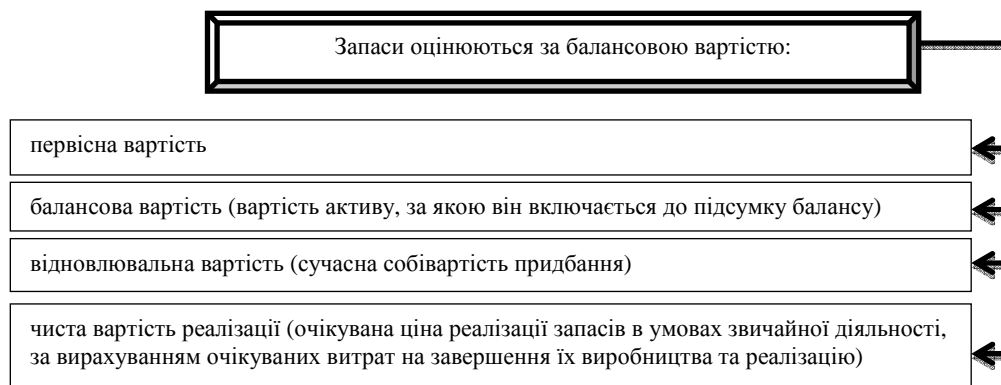 Запаси оцінюються за балансовою вартістю:
первісна вартість
балансова вартість (вартість активу, за якою він включається до підсумку балансу)
відновлювальна вартість (сучасна собівартість придбання)
чиста вартість реалізації (очікувана ціна реалізації запасів в умовах звичайної діяльності,
за вирахуванням очікуваних витрат на завершення їх виробництва та реалізацію)